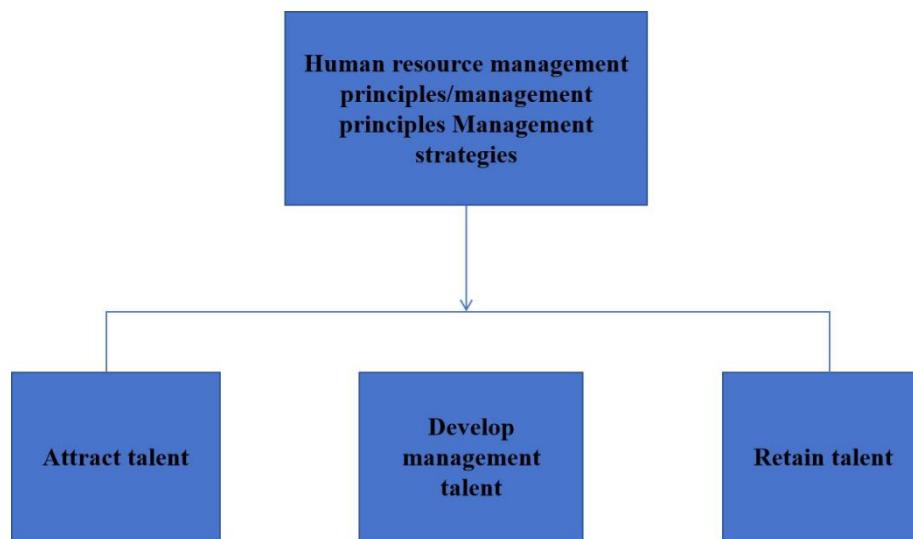 Human resource management
principles/management
principles Management
strategies
Attract talent
Develop
management
talent
Retain talent